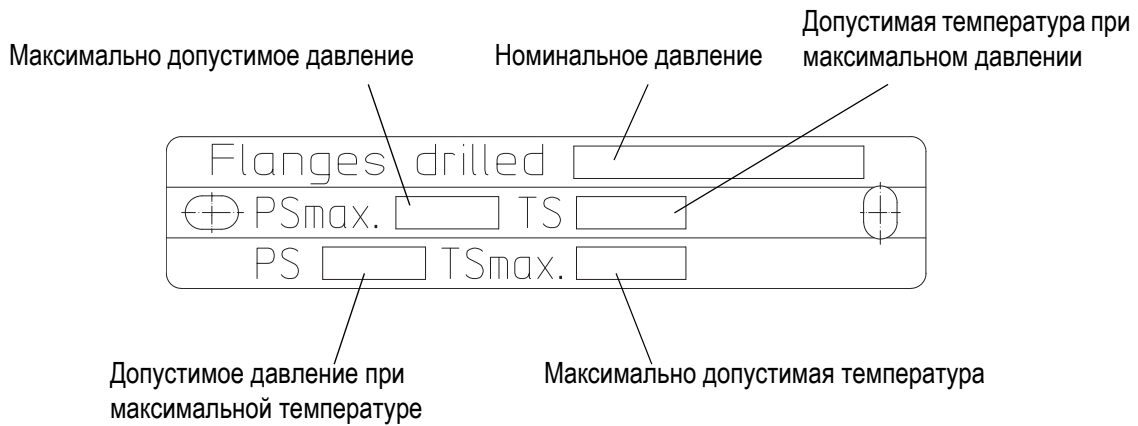 Допустимая температура при
максимальном давлении
Максимально допустимое давление
Номинальное давление
Flanges drilled
PSmax. TS
PS TSmax.
Допустимое давление при
максимальной температуре
Максимально допустимая температура